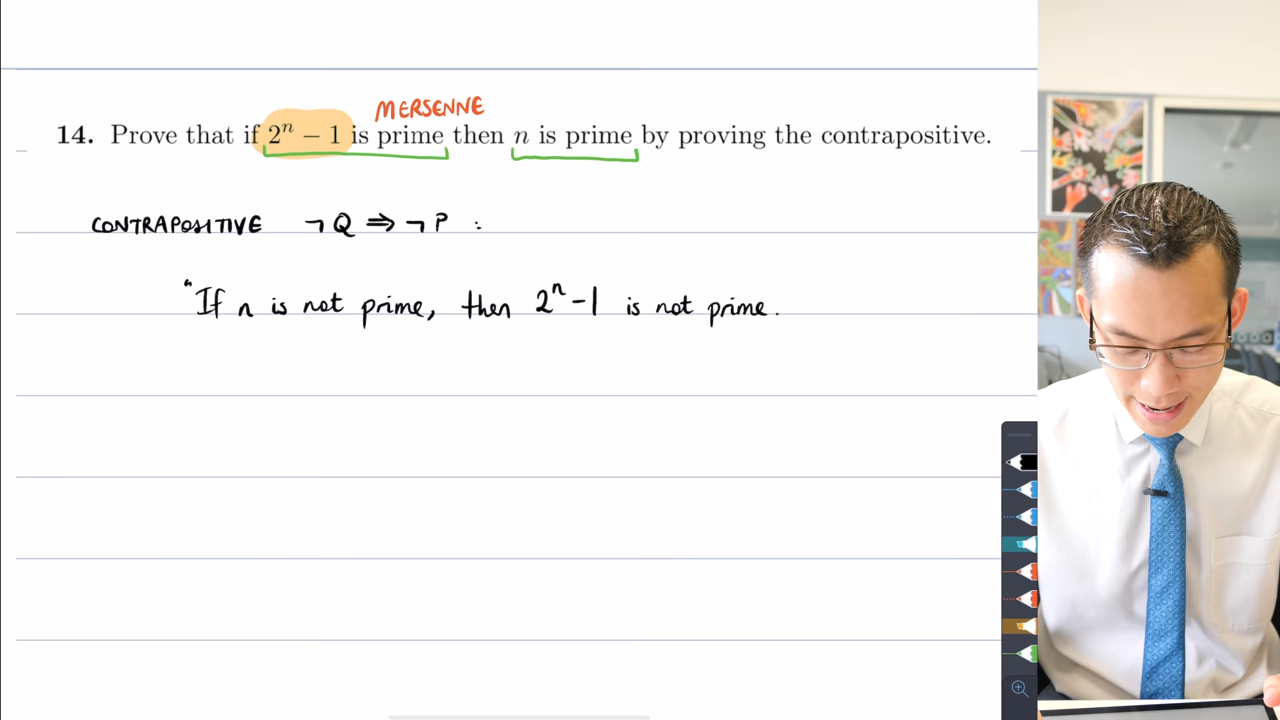 MERSENNE
14. Prove that if 2ⁿ − 1 is prime then n is prime by proving the contrapositive.
CONTRAPOSITIVE ¬Q ⇒ ¬P :
"If n is not prime, then 2ⁿ-1 is not prime.